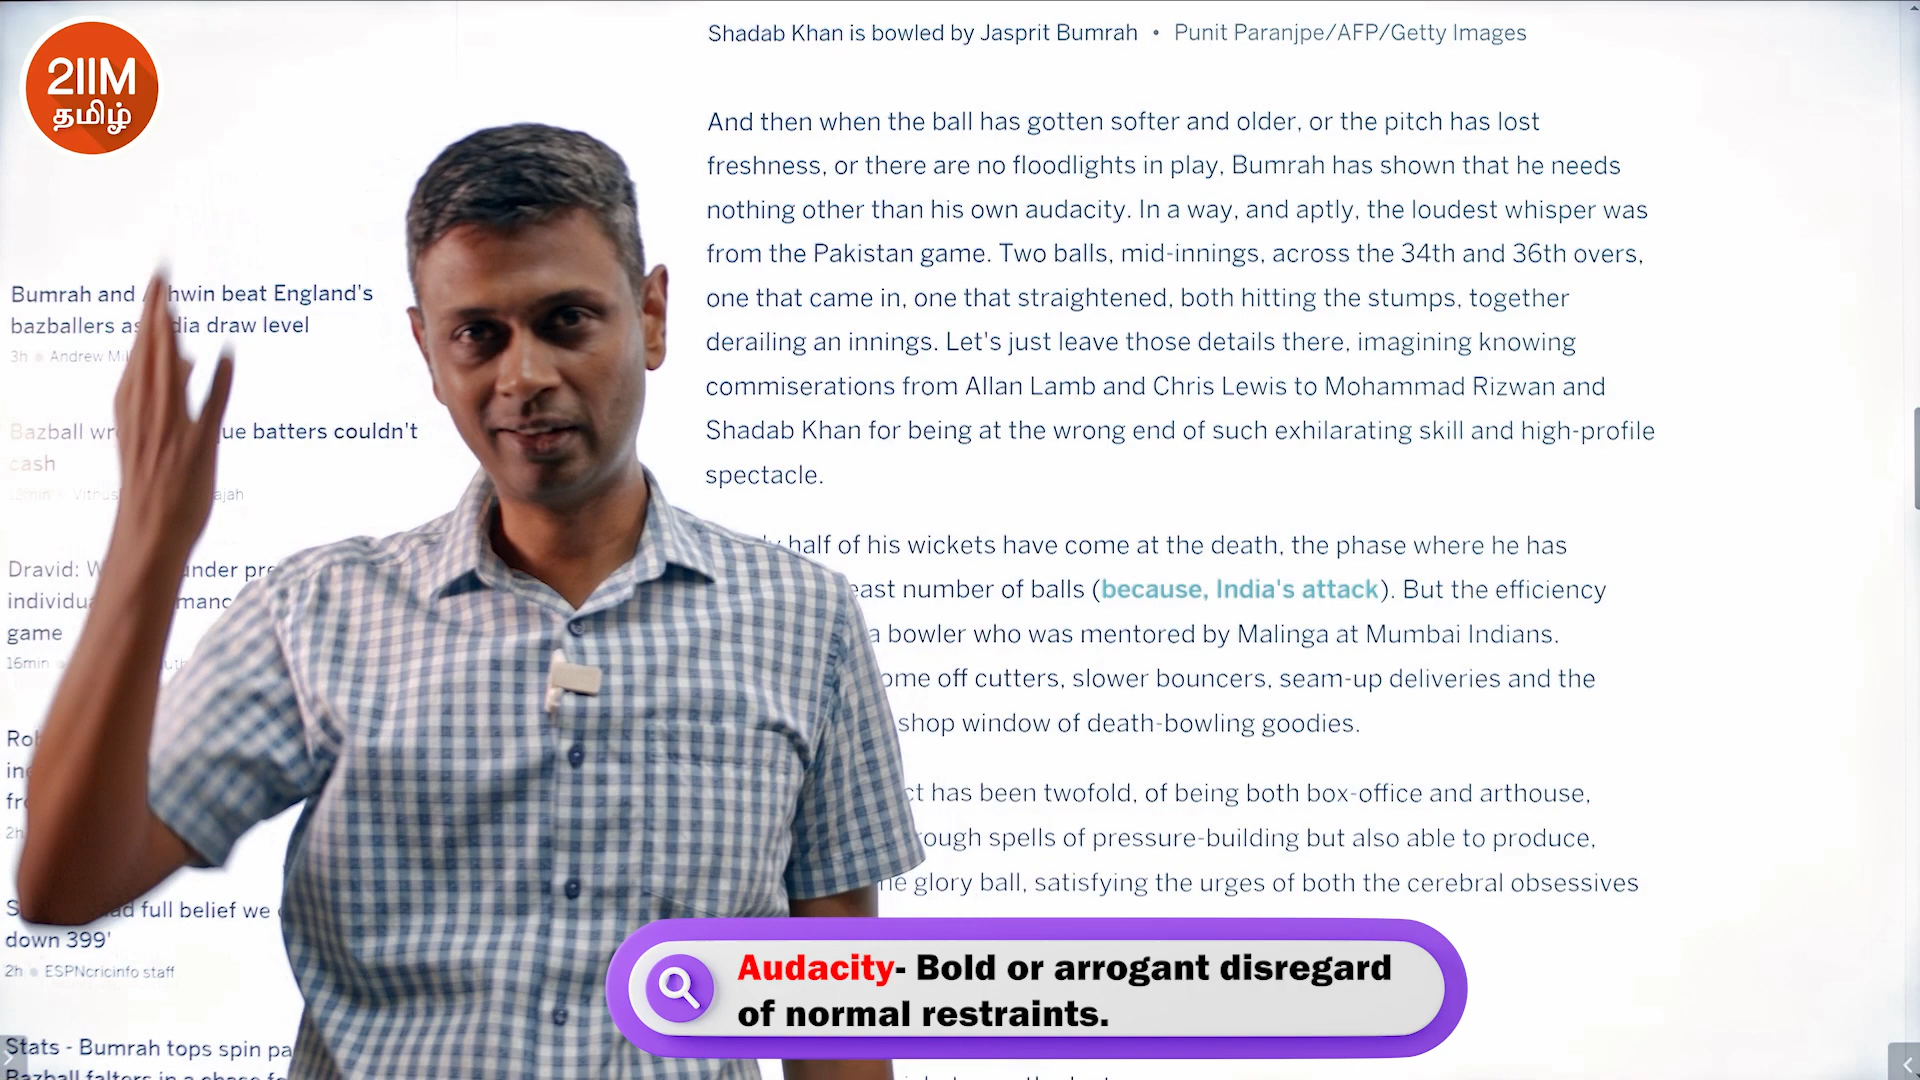 2IIM
தமிழ்
Shadab Khan is bowled by Jasprit Bumrah • Punit Paranjpe/AFP/Getty Images
And then when the ball has gotten softer and older, or the pitch has lost
freshness, or there are no floodlights in play, Bumrah has shown that he needs
nothing other than his own audacity. In a way, and aptly, the loudest whisper was
from the Pakistan game. Two balls, mid-innings, across the 34th and 36th overs,
one that came in, one that straightened, both hitting the stumps, together
derailing an innings. Let's just leave those details there, imagining knowing
commiserations from Allan Lamb and Chris Lewis to Mohammad Rizwan and
Shadab Khan for being at the wrong end of such exhilarating skill and high-profile
spectacle.
half of his wickets have come at the death, the phase where he has
number of balls (because, India's attack). But the efficiency
a bowler who was mentored by Malinga at Mumbai Indians.
off cutters, slower bouncers, seam-up deliveries and the
shop window of death-bowling goodies.
has been twofold, of being both box-office and arthouse,
spells of pressure-building but also able to produce,
glory ball, satisfying the urges of both the cerebral obsessives
Bumrah and hwin beat England's
bazballers as dia draw level
3h Andrew
Bazball batters couldn't
cash
Dravid:
game
16min
2h
full belief we
down 399'
2h ESPNcricinfo staff
Stats - Bumrah tops spin
Audacity- Bold or arrogant disregard
of normal restraints.